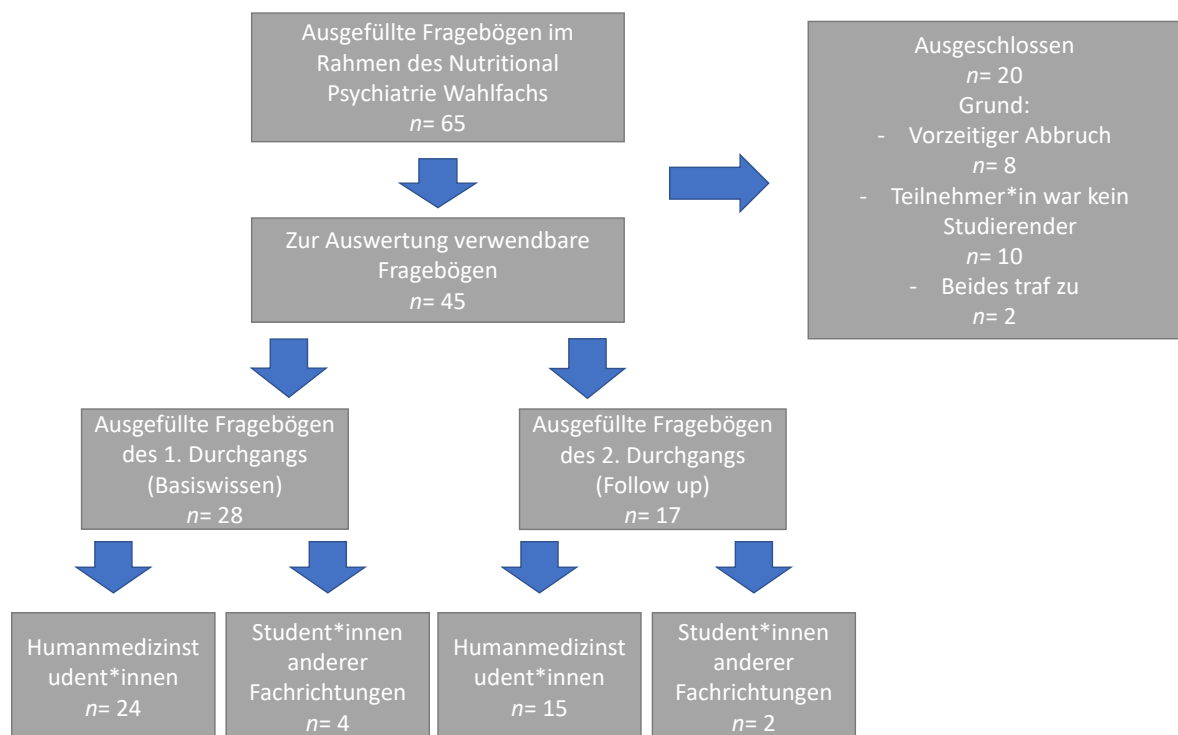 Ausgefüllte Fragebögen im
Rahmen des Nutritional
Psychiatrie Wahlfachs
n= 65
Ausgeschlossen
n= 20
Grund:
- Vorzeitiger Abbruch
n= 8
- Teilnehmer*in war kein
Studierender
n= 10
- Beides traf zu
n= 2
Zur Auswertung verwendbare
Fragebögen
n= 45
Ausgefüllte Fragebögen
des 1. Durchgangs
(Basiswissen)
n= 28
Ausgefüllte Fragebögen
des 2. Durchgangs
(Follow up)
n= 17
Humanmedizinst
udent*innen
n= 24
Student*innen
anderer
Fachrichtungen
n= 4
Humanmedizinst
udent*innen
n= 15
Student*innen
anderer
Fachrichtungen
n= 2